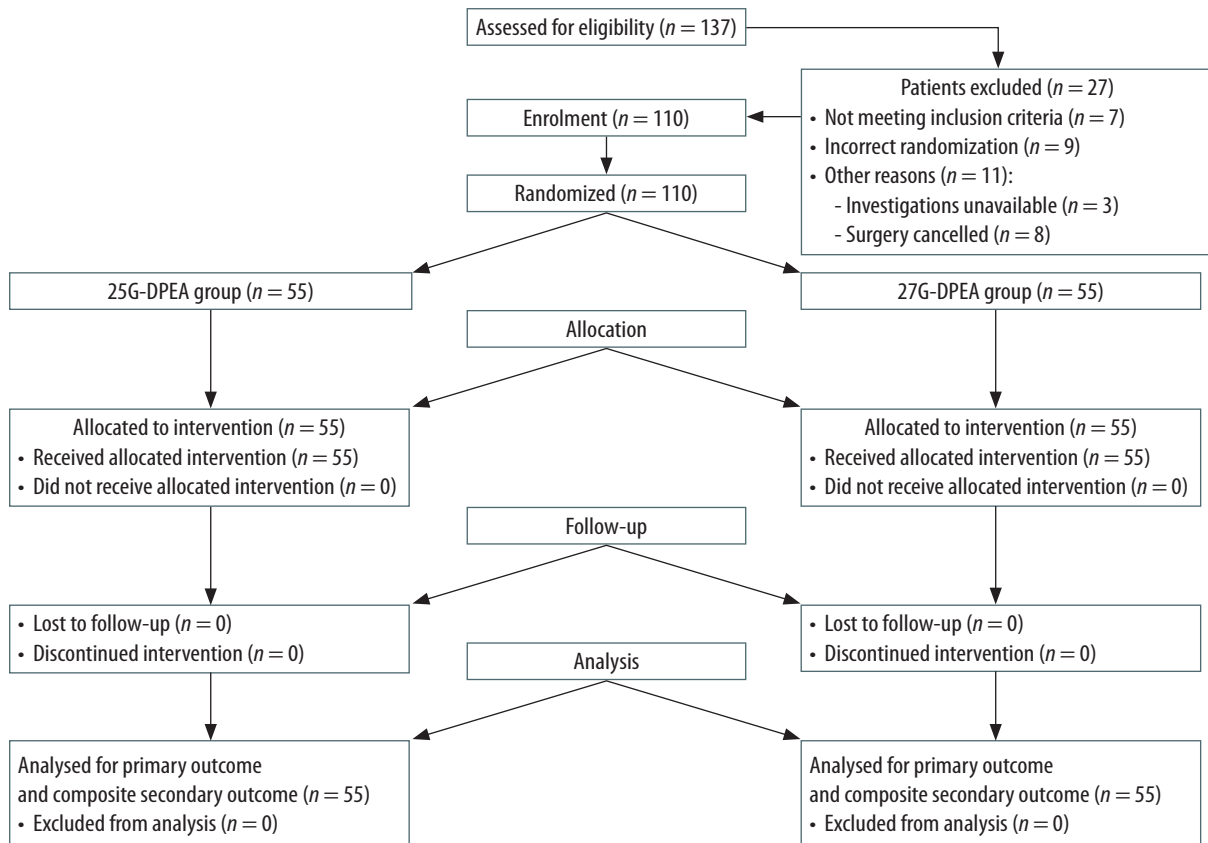 Assessed for eligibility (n = 137)
Patients excluded (n = 27)
• Not meeting inclusion criteria (n = 7)
• Incorrect randomization (n = 9)
• Other reasons (n = 11):
- Investigations unavailable (n = 3)
- Surgery cancelled (n = 8)
Enrolment (n = 110)
Randomized (n = 110)
25G-DPEA group (n = 55)
27G-DPEA group (n = 55)
Allocation
Allocated to intervention (n = 55)
• Received allocated intervention (n = 55)
• Did not receive allocated intervention (n = 0)
Allocated to intervention (n = 55)
• Received allocated intervention (n = 55)
• Did not receive allocated intervention (n = 0)
Follow-up
• Lost to follow-up (n = 0)
• Discontinued intervention (n = 0)
• Lost to follow-up (n = 0)
• Discontinued intervention (n = 0)
Analysis
Analysed for primary outcome
and composite secondary outcome (n = 55)
• Excluded from analysis (n = 0)
Analysed for primary outcome
and composite secondary outcome (n = 55)
• Excluded from analysis (n = 0)